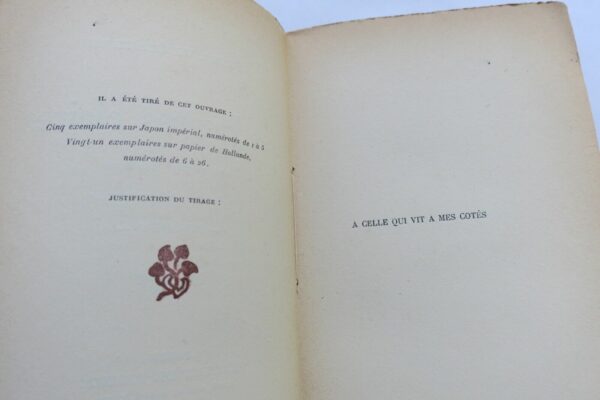 IL A ÉTÉ TIRÉ DE CET OUVRAGE :
Cinq exemplaires sur Japon impérial, numérotés de 1 à 5
Vingt-un exemplaires sur papier de Hollande,
numérotés de 6 à 26.
JUSTIFICATION DU TIRAGE :
A CELLE QUI VIT A MES COTÉS